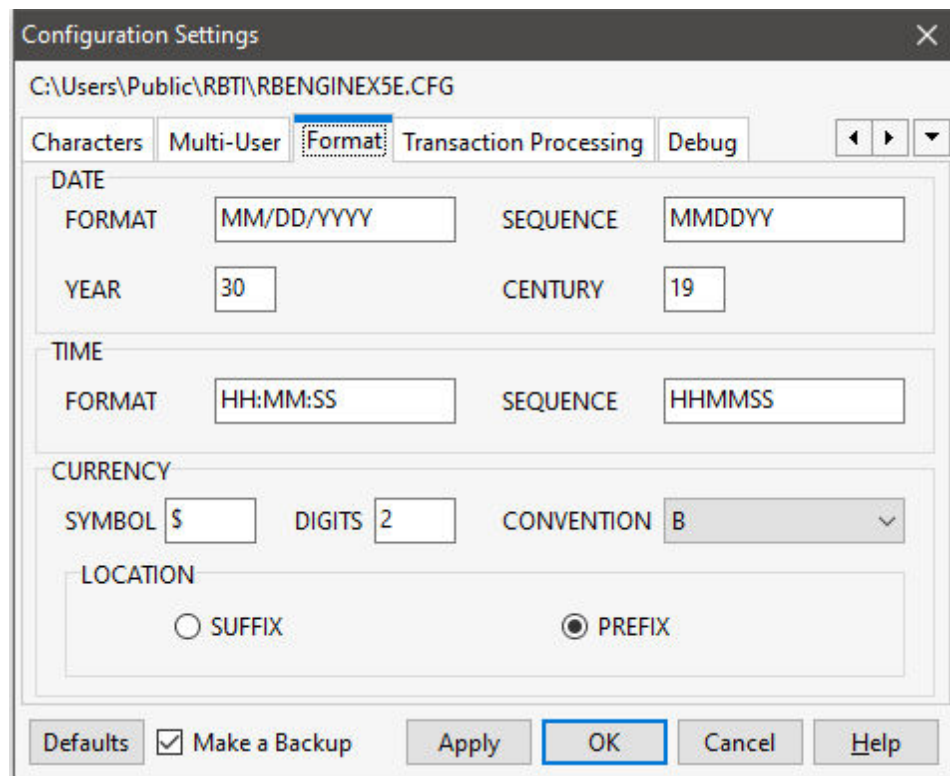 Configuration Settings
C:\Users\Public\RBTI\RBENGINEX5E.CFG
Characters Multi-User Format Transaction Processing Debug
DATE
FORMAT MM/DD/YYYY SEQUENCE MMDDYY
YEAR 30 CENTURY 19
TIME
FORMAT HH:MM:SS SEQUENCE HHMMSS
CURRENCY
SYMBOL $ DIGITS 2 CONVENTION B
LOCATION
SUFFIX PREFIX
Defaults Make a Backup Apply OK Cancel Help